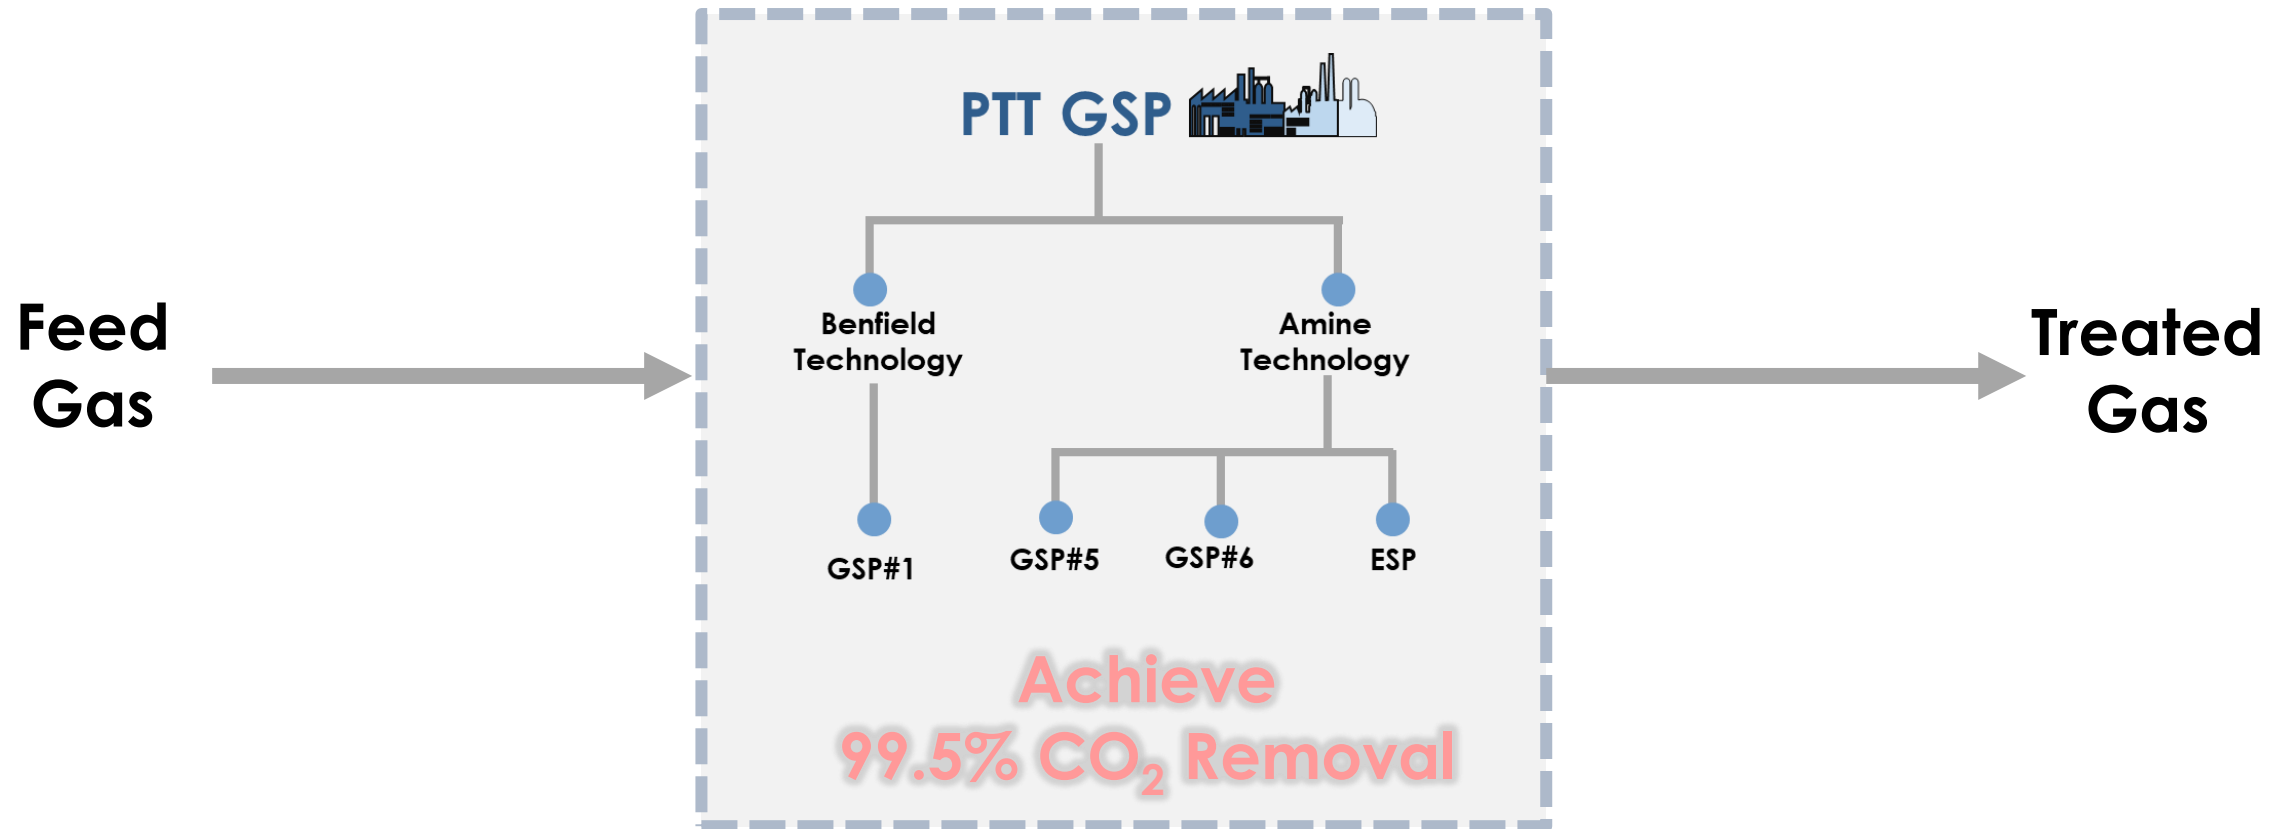 Feed
Gas
PTT GSP
Benfield
Technology
Amine
Technology
GSP#1
GSP#5
GSP#6
ESP
Achieve
99.5% CO₂ Removal
Treated
Gas